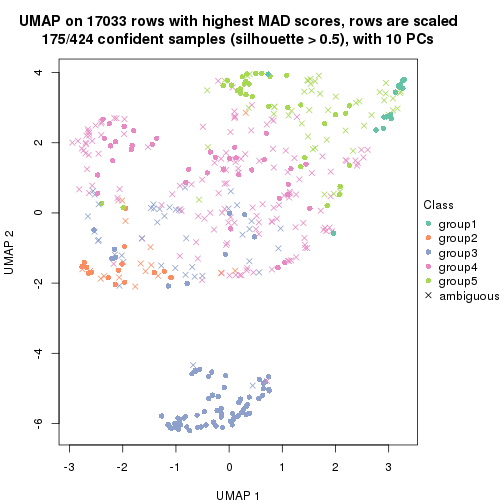 UMAP on 17033 rows with highest MAD scores, rows are scaled
175/424 confident samples (silhouette > 0.5), with 10 PCs
4
2
0
-2
-4
-6
UMAP 2
-3
-2
-1
0
1
2
3
UMAP 1
Class
group1
group2
group3
group4
group5
ambiguous